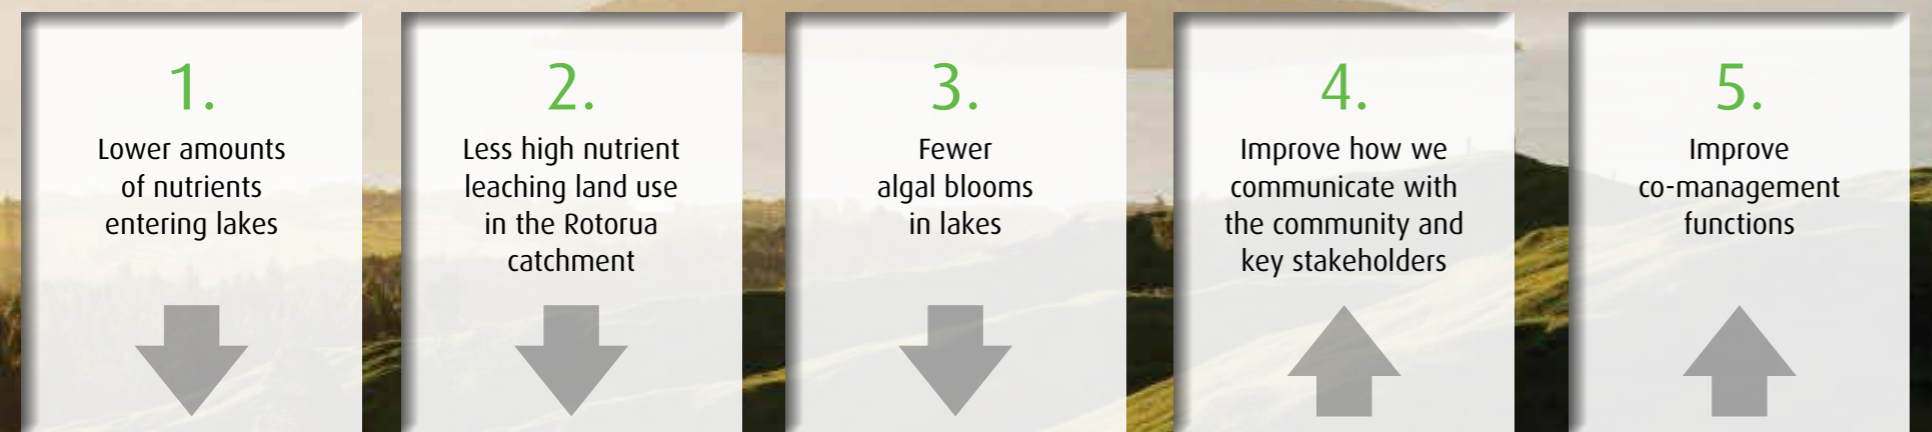 1.
Lower amounts
of nutrients
entering lakes
2.
Less high nutrient
leaching land use
in the Rotorua
catchment
3.
Fewer
algal blooms
in lakes
4.
Improve how we
communicate with
the community and
key stakeholders
5.
Improve
co-management
functions